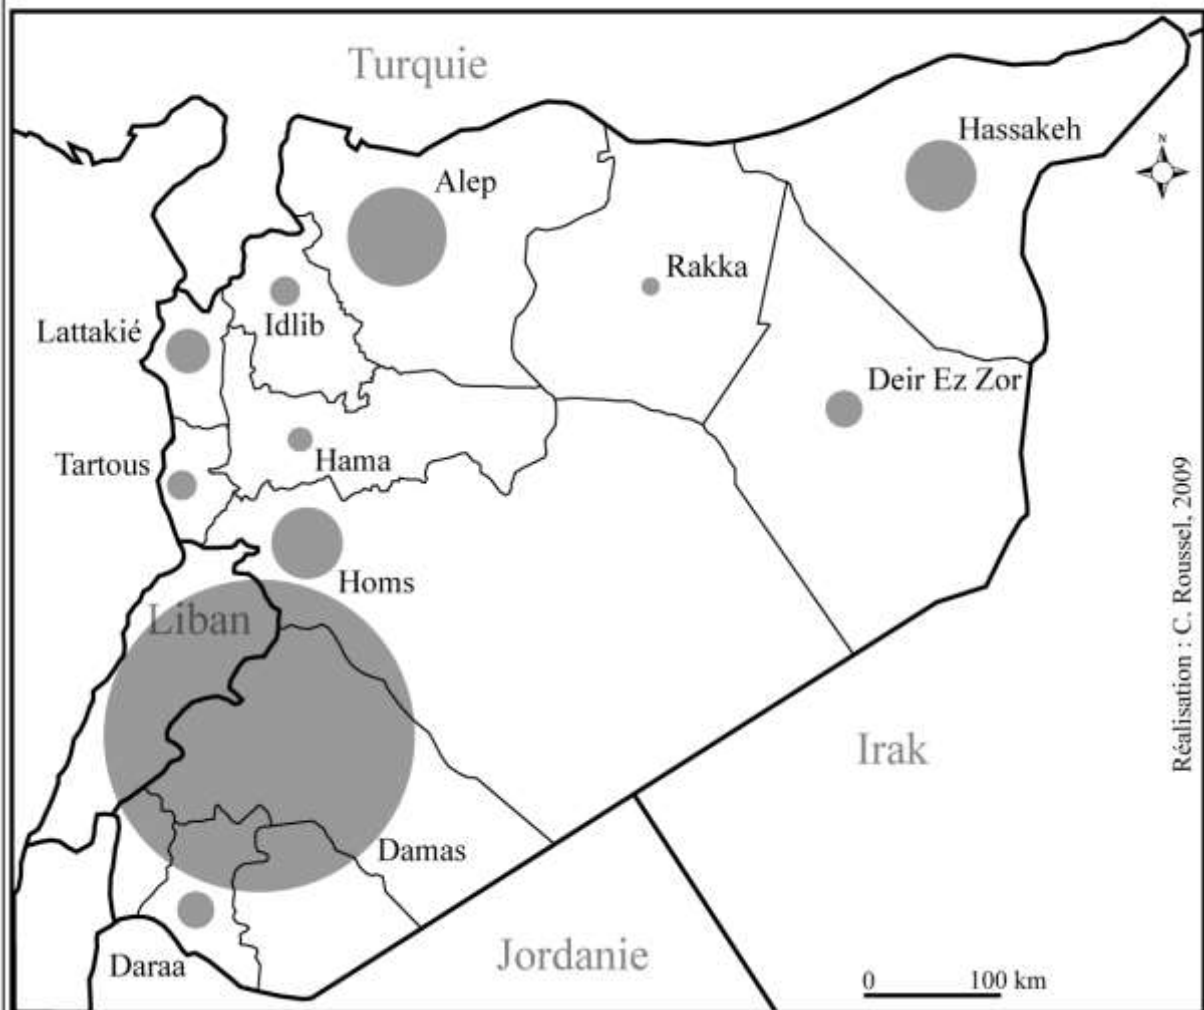 Turquie
Hassakeh
N
Alep
Rakka
Idlib
Lattakié
Deir Ez Zor
Hama
Tartous
Homs
Liban
Irak
Damas
Jordanie
Daraa
0 100 km
Réalisation : C. Roussel, 2009